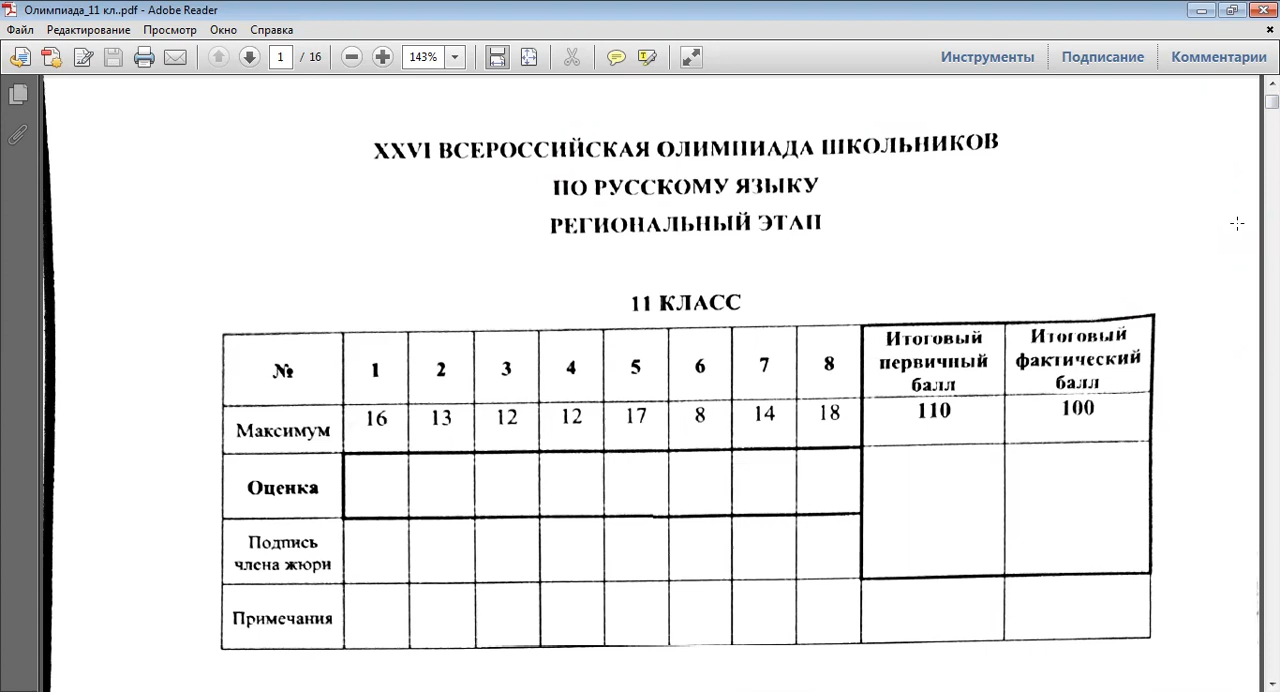 Олимпиада_11 кл..pdf - Adobe Reader
Файл Редактирование Просмотр Окно Справка
1 / 16 143% Инструменты Подписание Комментарии
XXVI ВСЕРОССИЙСКАЯ ОЛИМПИАДА ШКОЛЬНИКОВ
ПО РУССКОМУ ЯЗЫКУ
РЕГИОНАЛЬНЫЙ ЭТАП
11 КЛАСС
№ 1 2 3 4 5 6 7 8 Итоговый первичный балл Итоговый фактический балл
Максимум 16 13 12 12 17 8 14 18 110 100
Оценка
Подпись
члена жюри
Примечания